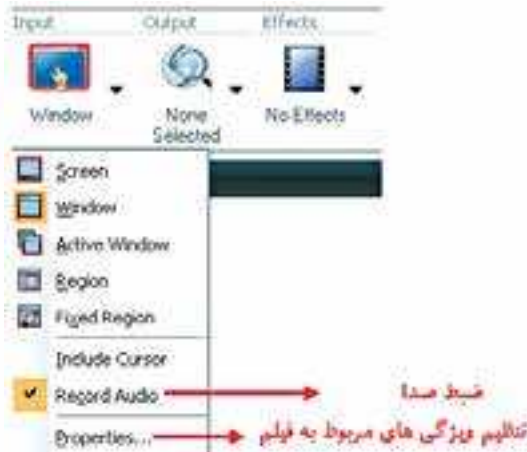 Input Output Effects
Window None Selected No Effects
Screen
Window
Active Window
Region
Fixed Region
Include Cursor
Record Audio ضبط صدا
Properties... تنظیم ویژگی های مربوط به فیلم